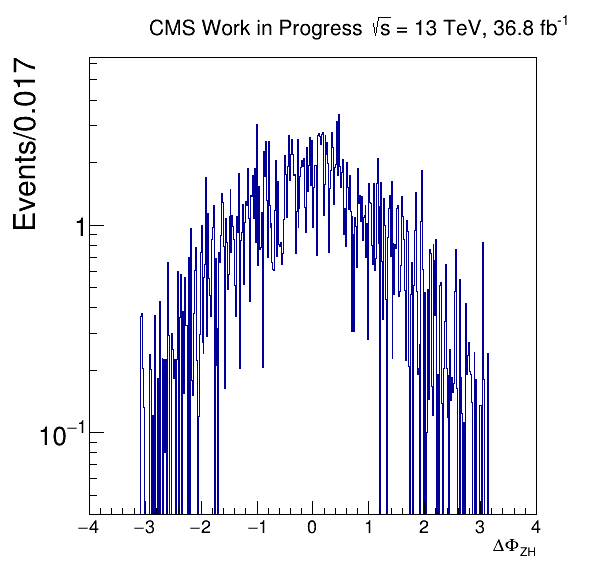 CMS Work in Progress √s = 13 TeV, 36.8 fb⁻¹
Events/0.017
1
10⁻¹
−4 −3 −2 −1 0 1 2 3 4
ΔΦ_ZH